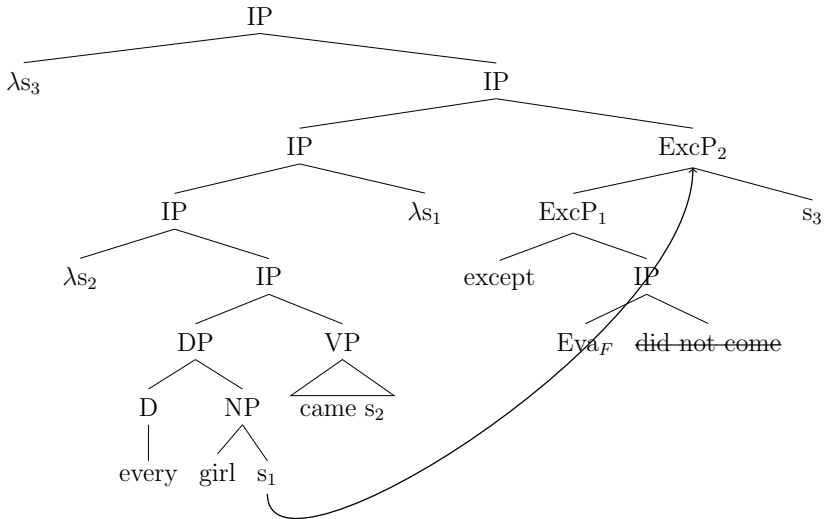 IP
λs₃ IP
IP ExcP₂
IP λs₁ ExcP₁ s₃
λs₂ IP except IP
DP VP Eva_F ~~did not come~~
D NP came s₂
every girl s₁